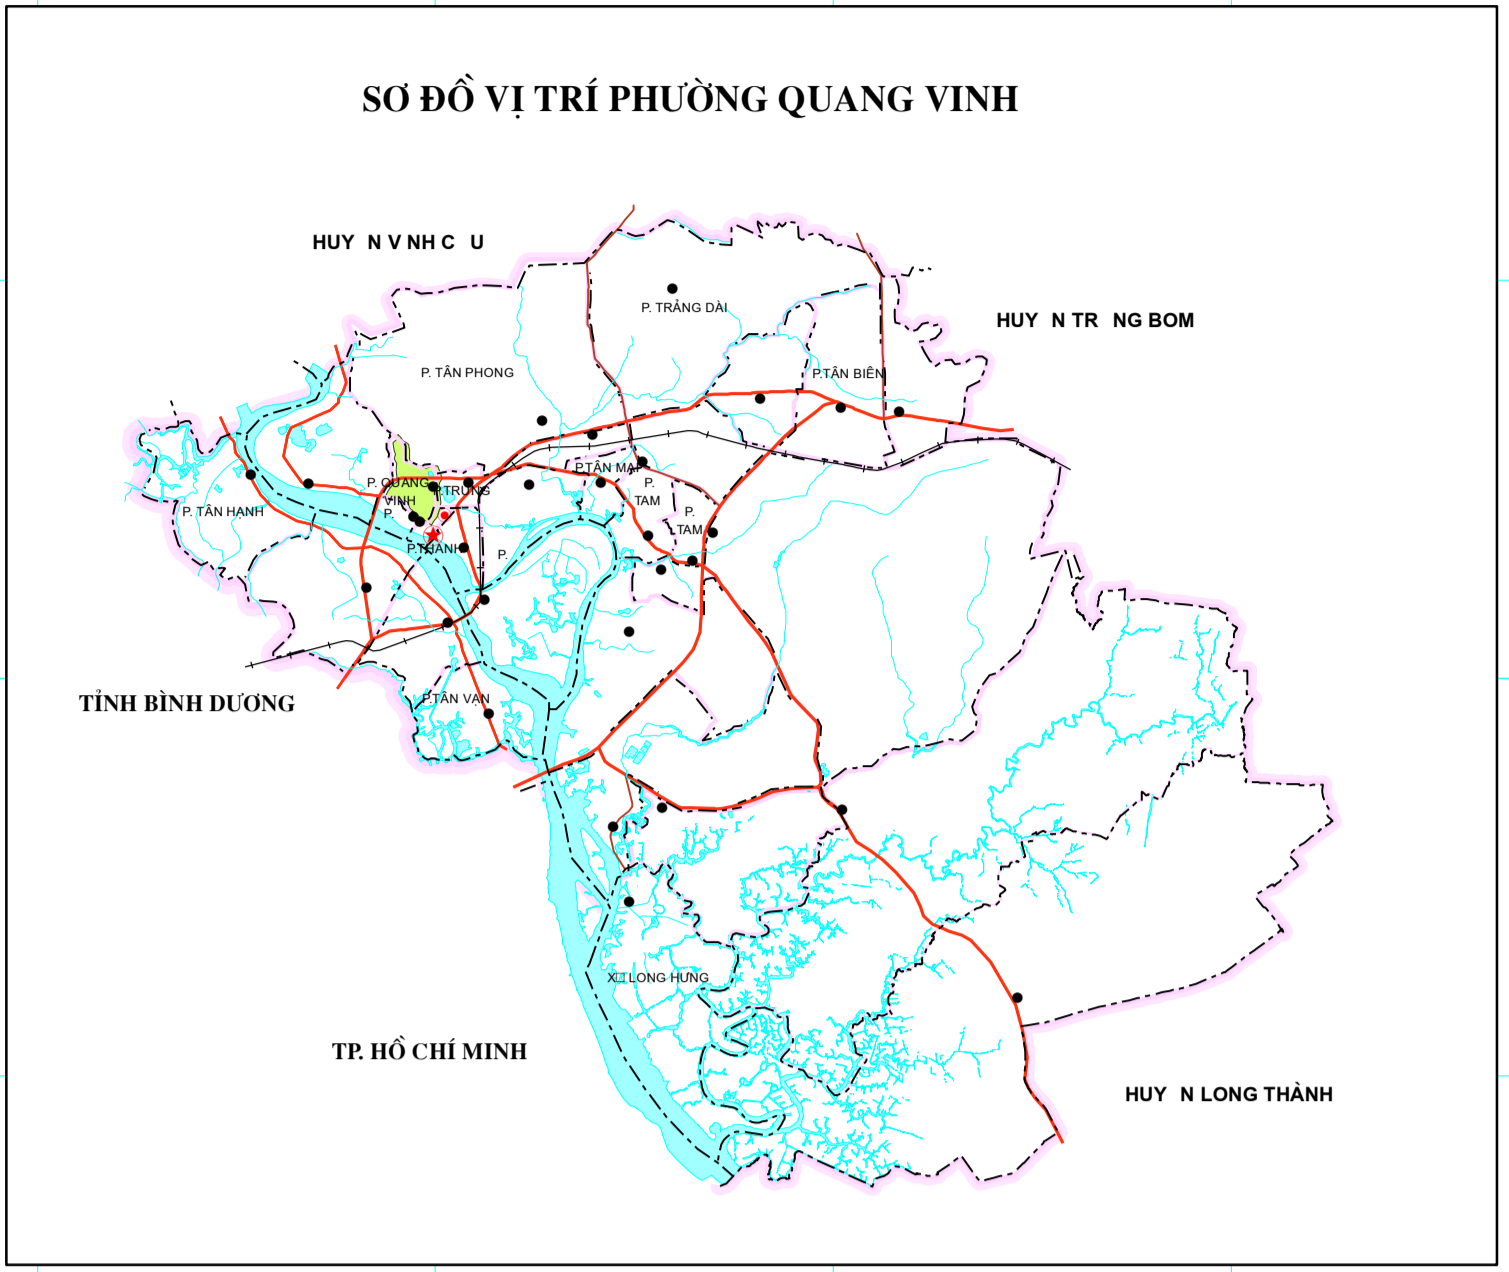 SƠ ĐỒ VỊ TRÍ PHƯỜNG QUANG VINH
HUY N V NH C U
P. TRẢNG DÀI
HUY N TR NG BOM
P. TÂN PHONG
P.TÂN BIÊN
P.TÂN MAI
P. QUANG
VINH
P.TRUNG
P.
TAM
P. TÂN HẠNH
P.
P.
TAM
P.THANH
P.
TỈNH BÌNH DƯƠNG
P.TÂN VẠN
X□ LONG HƯNG
TP. HỒ CHÍ MINH
HUY N LONG THÀNH